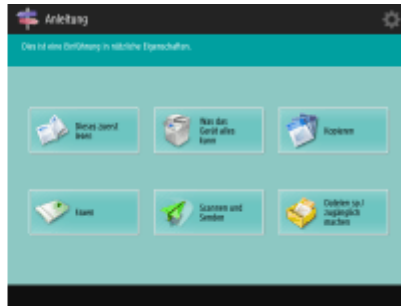 Anleitung
Dies ist eine Einführung in nützliche Eigenschaften.
Dieses zuerst
lesen
Was das
Gerät alles
kann
Kopieren
Faxen
Scannen und
Senden
Dateien sp./
zugänglich
machen